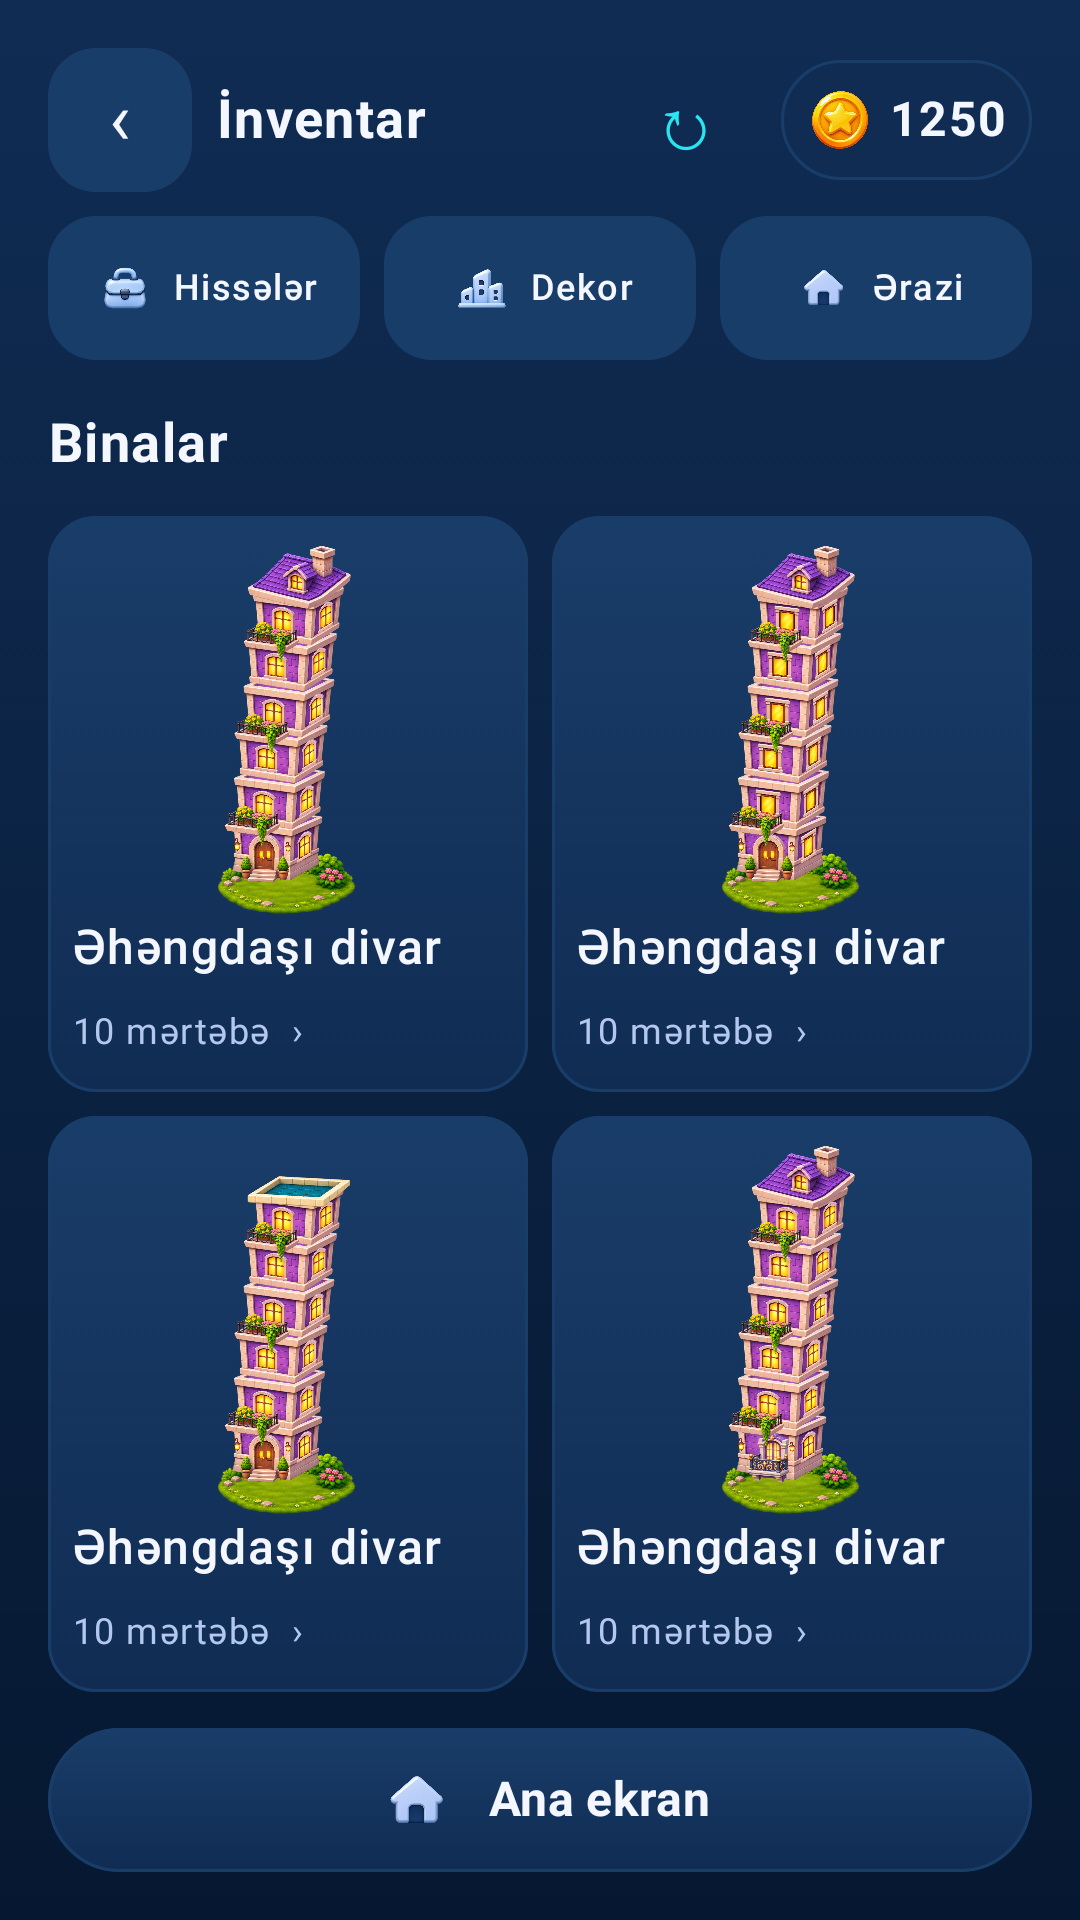 ‹ İnventar ↻ 1250
Hissələr Dekor Ərazi
Binalar
Əhəngdaşı divar
10 mərtəbə ›
Əhəngdaşı divar
10 mərtəbə ›
Əhəngdaşı divar
10 mərtəbə ›
Əhəngdaşı divar
10 mərtəbə ›
Ana ekran